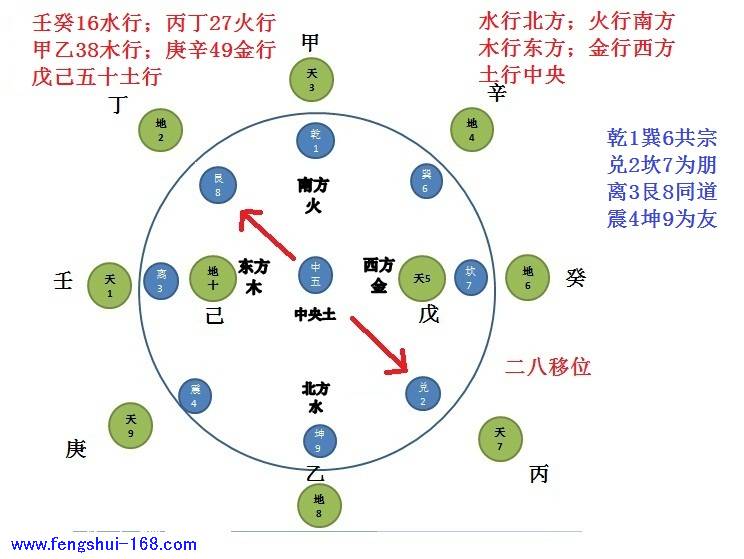 壬癸16水行；丙丁27火行
甲乙38木行；庚辛49金行
戊己五十土行
水行北方；火行南方
木行东方；金行西方
土行中央
甲
天
3
丁
地
2
辛
地
4
乾1巽6共宗
兑2坎7为朋
离3艮8同道
震4坤9为友
乾
1
艮
8
巽
6
南方
火
壬
天
1
离
3
地
十
己
东方
木
中
五
中央土
西方
金
天5
戊
坎
7
地
6
癸
二八移位
震
4
北方
水
兑
2
天
9
庚
坤
9
乙
天
7
丙
地
8
www.fengshui-168.com